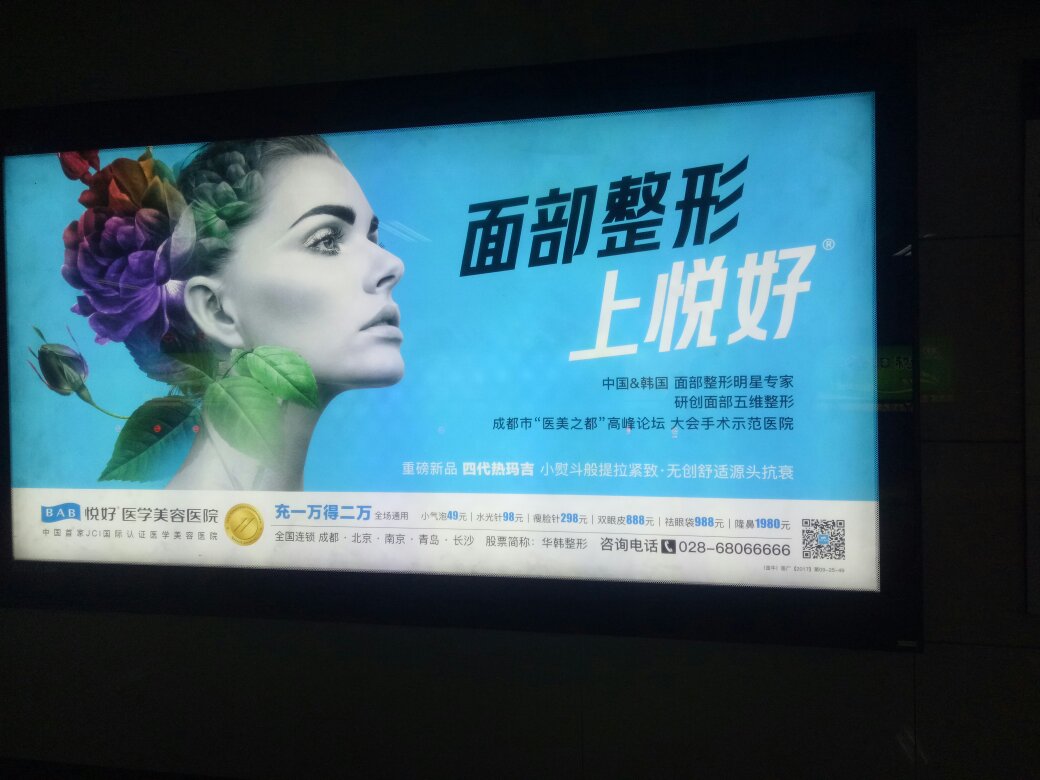 面部整形
上悦好®
中国&韩国 面部整形明星专家
研创面部五维整形
成都市“医美之都”高峰论坛 大会手术示范医院
重磅新品 四代热玛吉 小熨斗般提拉紧致·无创舒适源头抗衰
BAB 悦好 医学美容医院
中国首家JCI国际认证医学美容医院
充一万得二万 全场通用 小气泡49元 | 水光针98元 | 瘦脸针298元 | 双眼皮888元 | 祛眼袋988元 | 隆鼻1980元
全国连锁 成都·北京·南京·青岛·长沙 股票简称：华韩整形 咨询电话 028-68066666